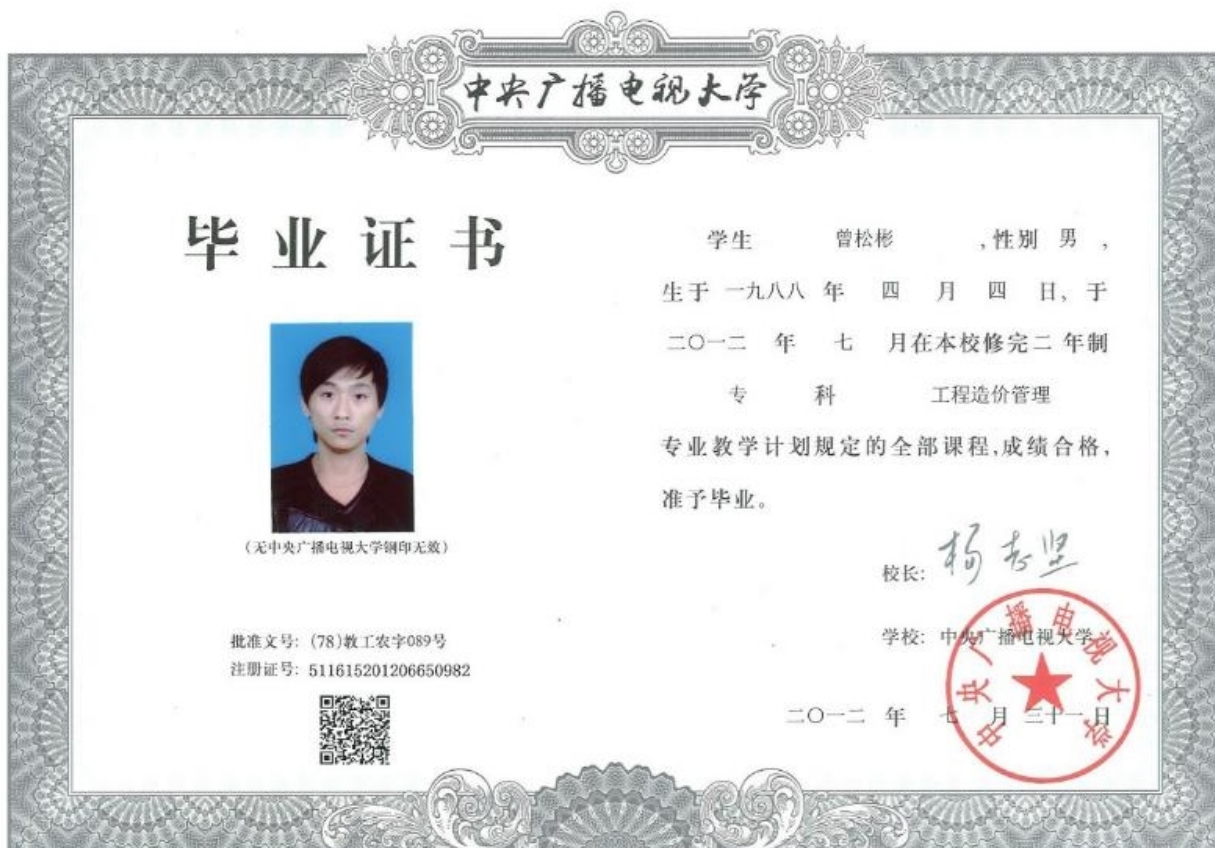 中央广播电视大学
毕业证书
(无中央广播电视大学钢印无效)
批准文号: (78)教工农字089号
注册证号: 511615201206650982
学生 曾松彬 ,性别 男 ,
生于 一九八八 年 四 月 四 日, 于
二〇一二 年 七 月在本校修完二 年制
专 科 工程造价管理
专业教学计划规定的全部课程,成绩合格,
准予毕业。
校长: 杨志坚
学校: 中央广播电视大学
二〇一二 年 七 月 三十一 日
中央广播电视大学